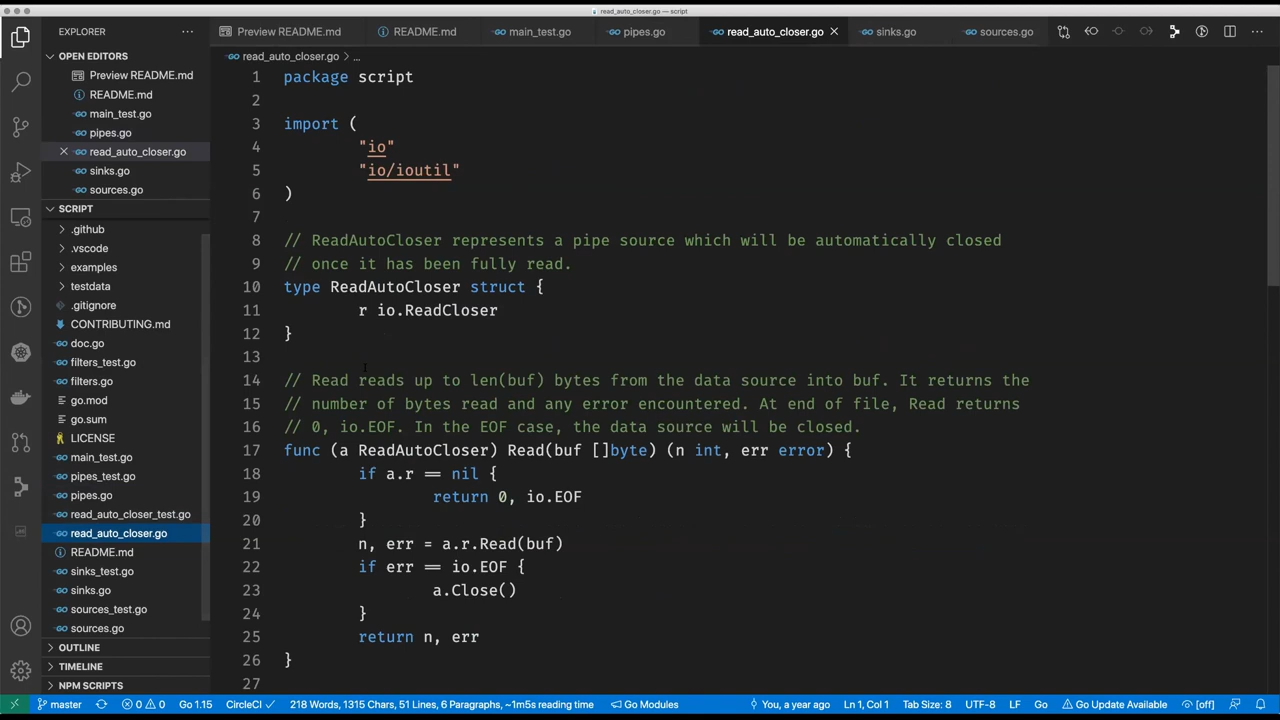 read_auto_closer.go — script
EXPLORER
Preview README.md
README.md
main_test.go
pipes.go
read_auto_closer.go
sinks.go
sources.go
OPEN EDITORS
Preview README.md
README.md
main_test.go
pipes.go
read_auto_closer.go
sinks.go
sources.go
SCRIPT
.github
.vscode
examples
testdata
.gitignore
CONTRIBUTING.md
doc.go
filters_test.go
filters.go
go.mod
go.sum
LICENSE
main_test.go
pipes_test.go
pipes.go
read_auto_closer_test.go
read_auto_closer.go
README.md
sinks_test.go
sinks.go
sources_test.go
sources.go
OUTLINE
TIMELINE
NPM SCRIPTS
read_auto_closer.go > ...
1 package script
2
3 import (
4 "io"
5 "io/ioutil"
6 )
7
8 // ReadAutoCloser represents a pipe source which will be automatically closed
9 // once it has been fully read.
10 type ReadAutoCloser struct {
11 r io.ReadCloser
12 }
13
14 // Read reads up to len(buf) bytes from the data source into buf. It returns the
15 // number of bytes read and any error encountered. At end of file, Read returns
16 // 0, io.EOF. In the EOF case, the data source will be closed.
17 func (a ReadAutoCloser) Read(buf []byte) (n int, err error) {
18 if a.r == nil {
19 return 0, io.EOF
20 }
21 n, err = a.r.Read(buf)
22 if err == io.EOF {
23 a.Close()
24 }
25 return n, err
26 }
27
master 0 0 Go 1.15 CircleCI ✓ 218 Words, 1315 Chars, 51 Lines, 6 Paragraphs, ~1m5s reading time Go Modules You, a year ago Ln 1, Col 1 Tab Size: 8 UTF-8 LF Go Go Update Available [off]